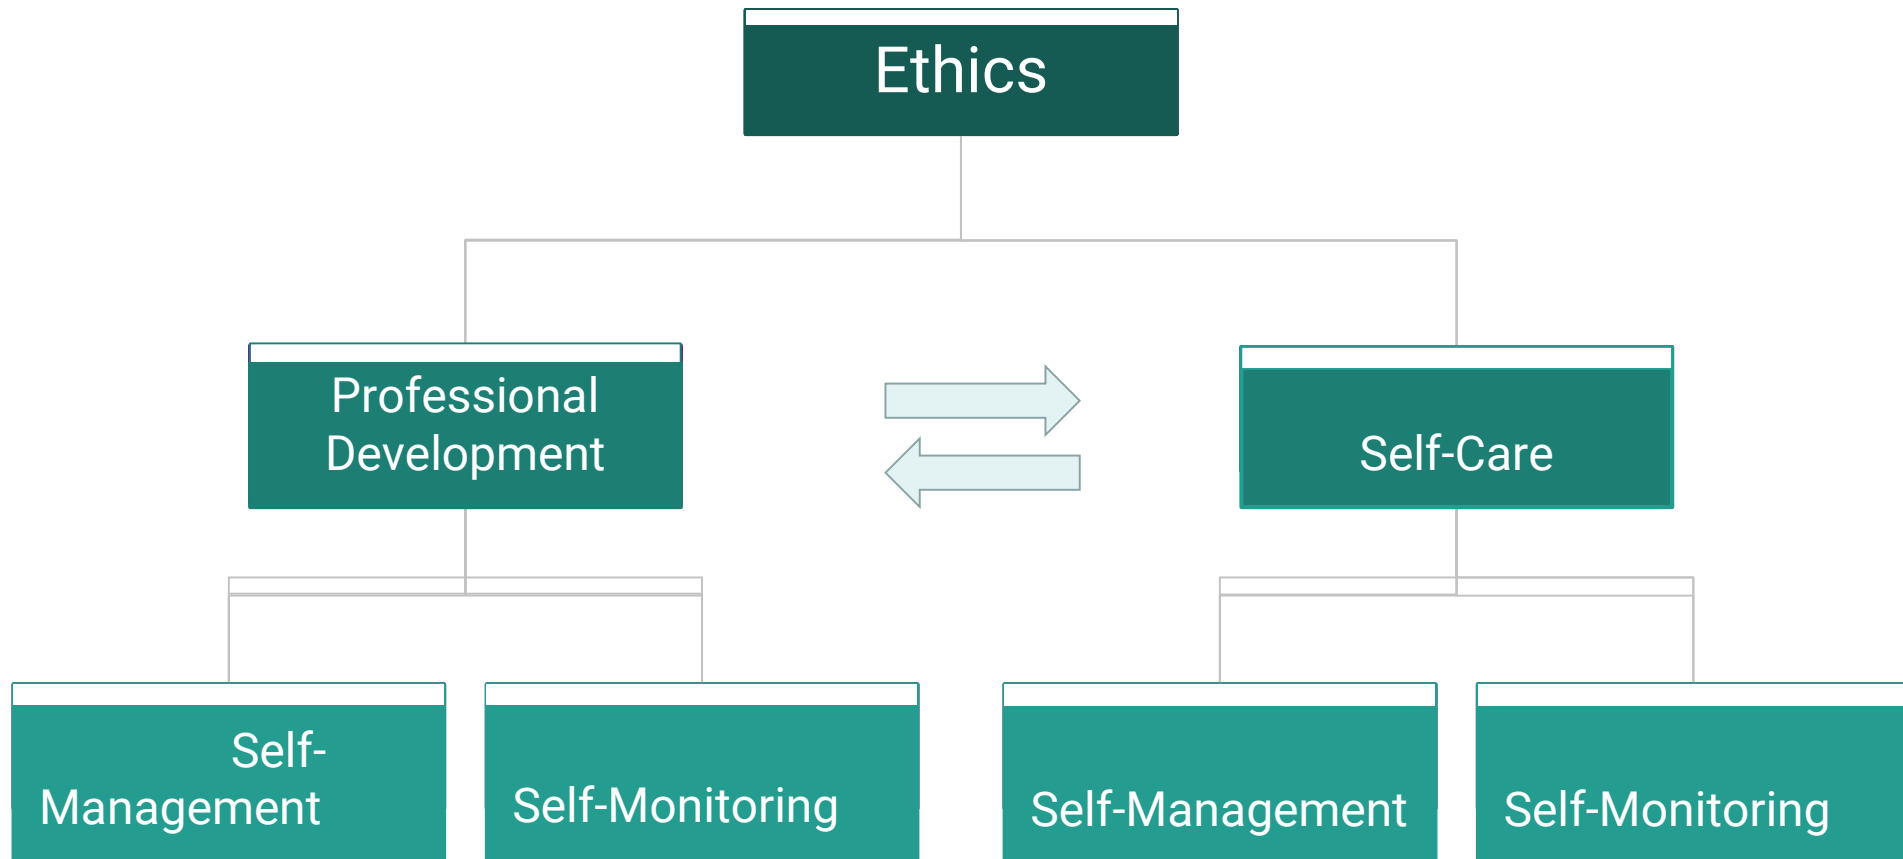 Ethics
Professional
Development
Self-Care
Self-
Management
Self-Monitoring
Self-Management
Self-Monitoring